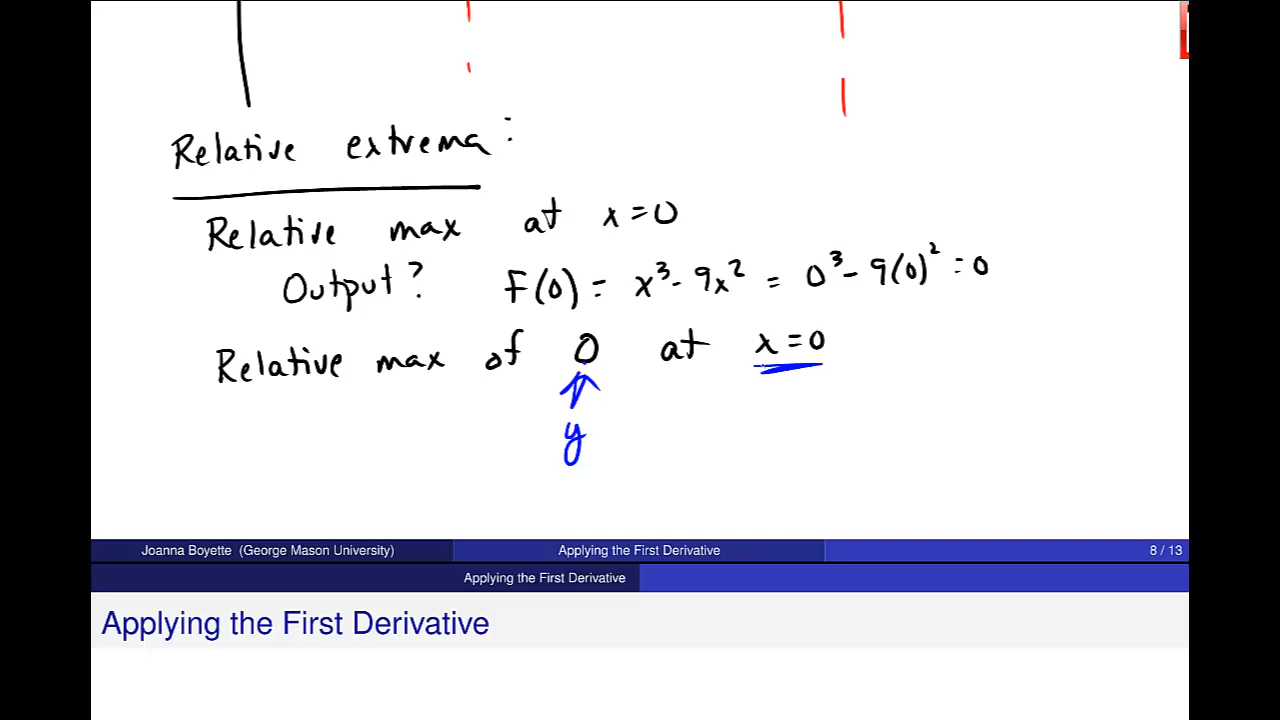 Relative extrema:
Relative max at x=0
Output? F(0) = x³-9x² = 0³-9(0)²=0
Relative max of 0 at x=0
y
Joanna Boyette (George Mason University) Applying the First Derivative 8 / 13
Applying the First Derivative
Applying the First Derivative